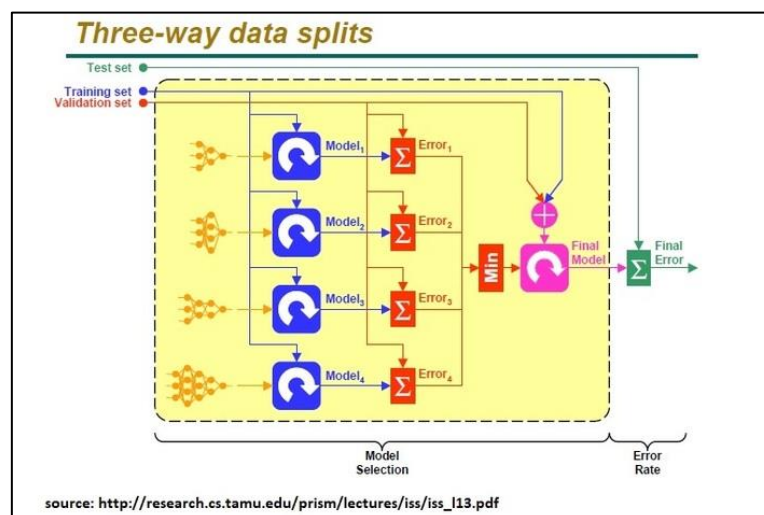 Three-way data splits
Test set
Training set
Validation set
Model1
Error1
Σ
Model2
Error2
Σ
Final Model
Final Error
Min
Σ
Model3
Error3
Σ
Model4
Error4
Σ
Model Selection
Error Rate
source: http://research.cs.tamu.edu/prism/lectures/iss/iss_l13.pdf